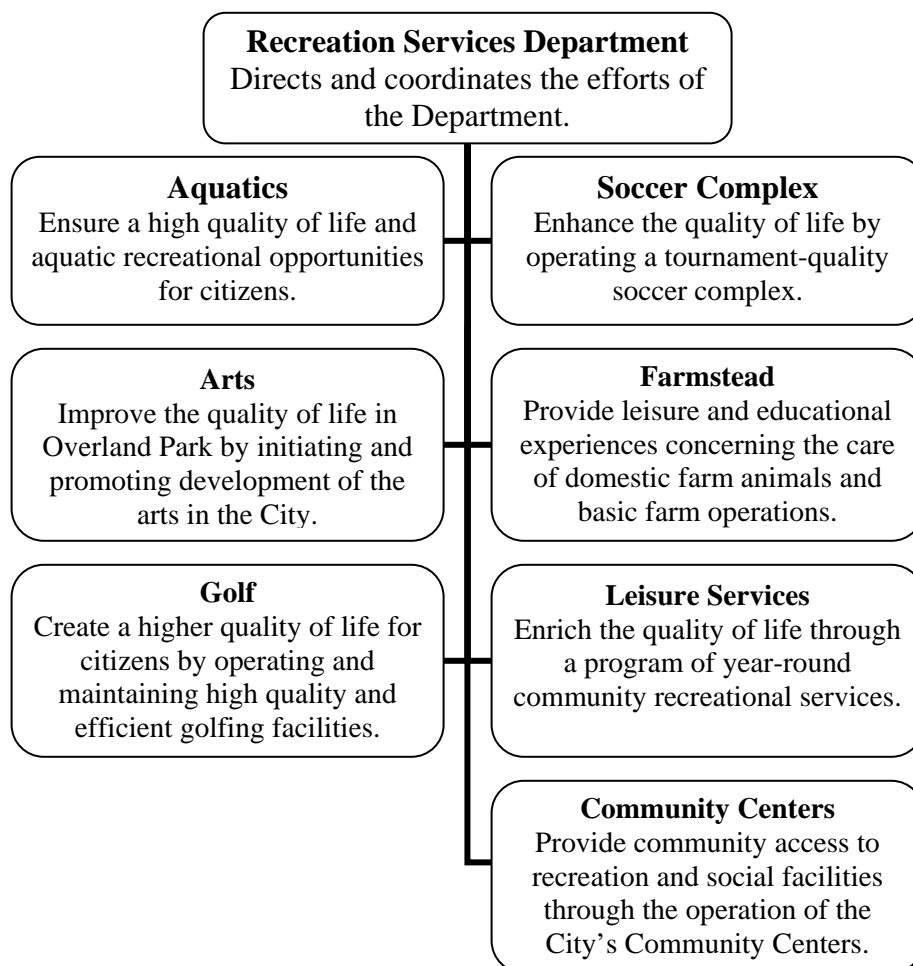 Recreation Services Department
Directs and coordinates the efforts of
the Department.
Aquatics
Ensure a high quality of life and
aquatic recreational opportunities
for citizens.
Soccer Complex
Enhance the quality of life by
operating a tournament-quality
soccer complex.
Arts
Improve the quality of life in
Overland Park by initiating and
promoting development of the
arts in the City.
Farmstead
Provide leisure and educational
experiences concerning the care
of domestic farm animals and
basic farm operations.
Golf
Create a higher quality of life for
citizens by operating and
maintaining high quality and
efficient golfing facilities.
Leisure Services
Enrich the quality of life through
a program of year-round
community recreational services.
Community Centers
Provide community access to
recreation and social facilities
through the operation of the
City’s Community Centers.